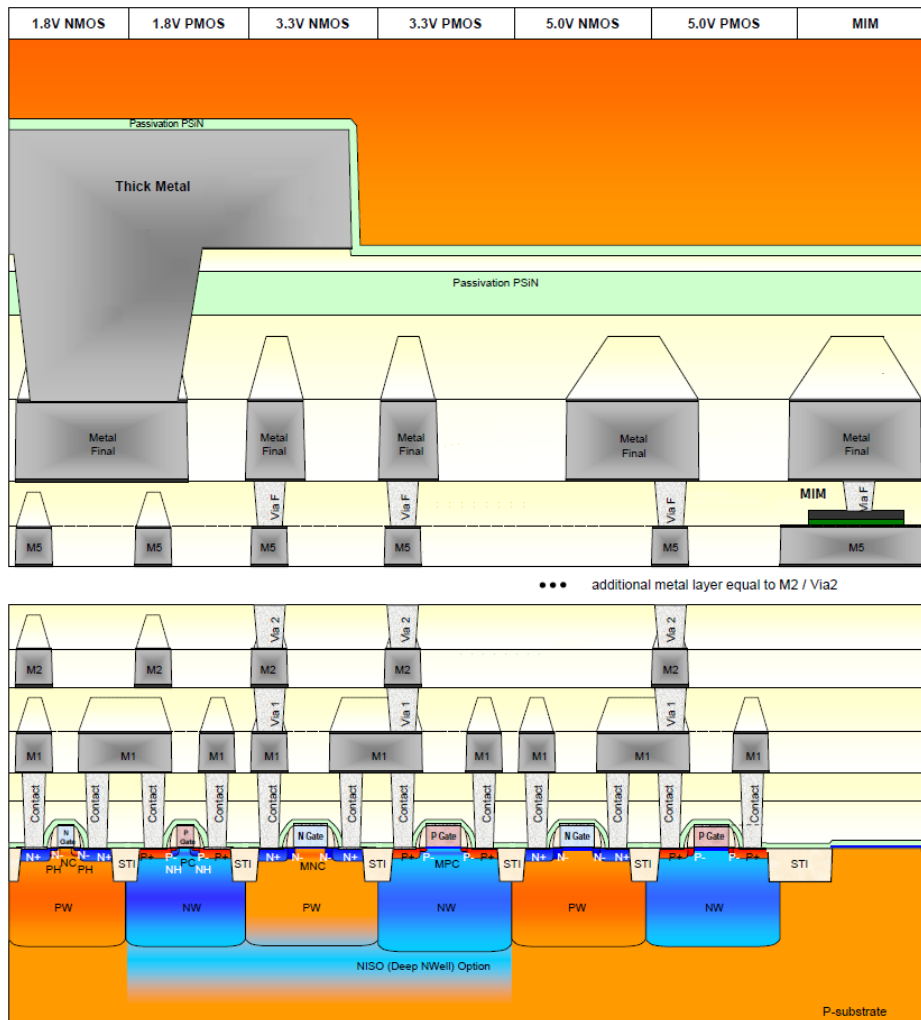 1.8V NMOS 1.8V PMOS 3.3V NMOS 3.3V PMOS 5.0V NMOS 5.0V PMOS MIM
Passivation PSiN
Thick Metal
Passivation PSiN
Metal Final
Metal Final
Metal Final
Metal Final
Metal Final
Via F Via F Via F MIM Via F
M5 M5 M5 M5 M5 M5
••• additional metal layer equal to M2 / Via2
Via 2 Via 2 Via 2
M2 M2 M2 M2 M2
Via 1 Via 1 Via 1
M1 M1 M1 M1 M1 M1 M1 M1 M1
Contact Contact Contact Contact Contact Contact Contact Contact Contact Contact Contact Contact
N Gate P Gate N Gate P Gate N Gate P Gate
N+ N- NC N- N+ STI P+ P- PC P- P+ STI N+ N- N- N+ STI P+ P- P- P+ STI N+ N- N- N+ STI P+ P- P- P+ STI
PH PH NH NH MNC MPC
PW NW PW NW PW NW
NISO (Deep NWell) Option
P-substrate